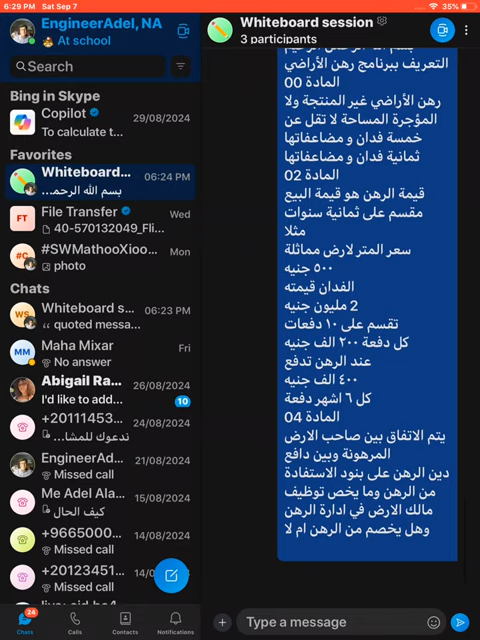 6:29 PM Sat Sep 7
35%
EngineerAdel, NA
At school
Search
Bing in Skype
Copilot
29/08/2024
To calculate t...
Favorites
Whiteboard...
06:24 PM
بسم الله الرحمـ...
FT
File Transfer
Wed
40-570132049_Fli...
#C
#SWMathooXioo...
Mon
photo
Chats
WS
Whiteboard s...
06:23 PM
quoted messa...
MM
Maha Mixar
Fri
No answer
Abigail Ra...
26/08/2024
I'd like to add...
10
+20111453...
24/08/2024
ندعوك للمشا...
EngineerAd...
21/08/2024
Missed call
Me Adel Ala...
15/08/2024
كيف الحال
+9665000...
14/08/2024
Missed call
+20123451...
Missed call
24
Chats
Calls
Contacts
Notifications
Whiteboard session
3 participants
التعريف ببرنامج رهن الأراضي
المادة 00
رهن الأراضي غير المنتجة ولا
المؤجرة المساحة لا تقل عن
خمسة فدان و مضاعفاتها
ثمانية فدان و مضاعفاتها
المادة 02
قيمة الرهن هو قيمة البيع
مقسم على ثمانية سنوات
مثلا
سعر المتر لارض مماثلة
٥٠٠ جنيه
الفدان قيمته
2 مليون جنيه
تقسم على ١٠ دفعات
كل دفعة ٢٠٠ الف جنيه
عند الرهن تدفع
٤٠٠ الف جنيه
كل ٦ اشهر دفعة
المادة 04
يتم الاتفاق بين صاحب الارض
المرهونة وبين دافع
دين الرهن على بنود الاستفادة
من الرهن وما يخص توظيف
مالك الارض في ادارة الرهن
وهل يخصم من الرهن ام لا
Type a message